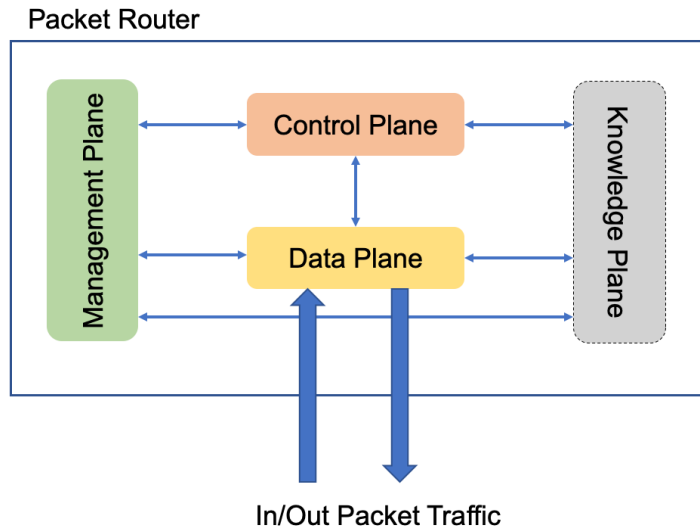 Packet Router
Management Plane
Control Plane
Knowledge Plane
Data Plane
In/Out Packet Traffic